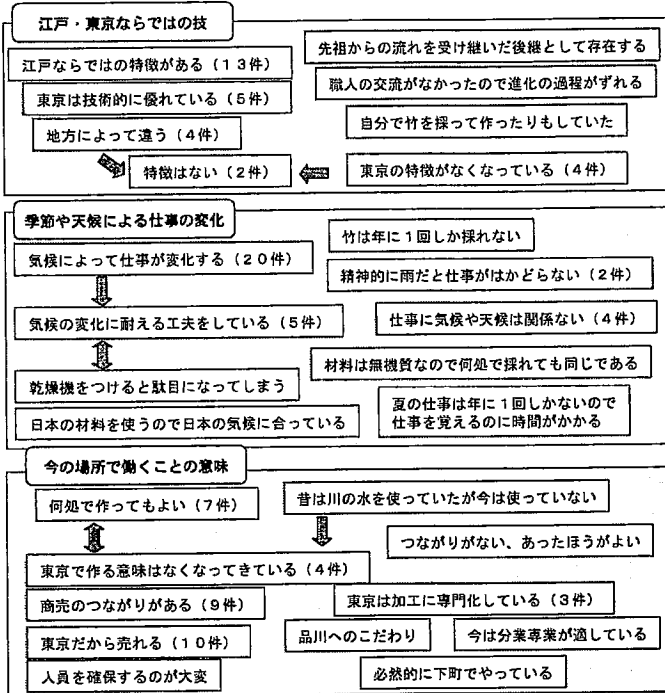 江戸・東京ならではの技
先祖からの流れを受け継いだ後継として存在する
江戸ならではの特徴がある（13件）
職人の交流がなかったので進化の過程がずれる
東京は技術的に優れている（5件）
自分で竹を採って作ったりもしていた
地方によって違う（4件）
特徴はない（2件）
東京の特徴がなくなっている（4件）
季節や天候による仕事の変化
竹は年に1回しか採れない
気候によって仕事が変化する（20件）
精神的に雨だと仕事がはかどらない（2件）
気候の変化に耐える工夫をしている（5件）
仕事に気候や天候は関係ない（4件）
材料は無機質なので何処で採れても同じである
乾燥機をつけると駄目になってしまう
夏の仕事は年に1回しかないので
仕事を覚えるのに時間がかかる
日本の材料を使うので日本の気候に合っている
今の場所で働くことの意味
何処で作ってもよい（7件）
昔は川の水を使っていたが今は使っていない
つながりがない、あったほうがよい
東京で作る意味はなくなってきている（4件）
商売のつながりがある（9件）
東京は加工に専門化している（3件）
東京だから売れる（10件）
品川へのこだわり
今は分業専業が適している
人員を確保するのが大変
必然的に下町でやっている